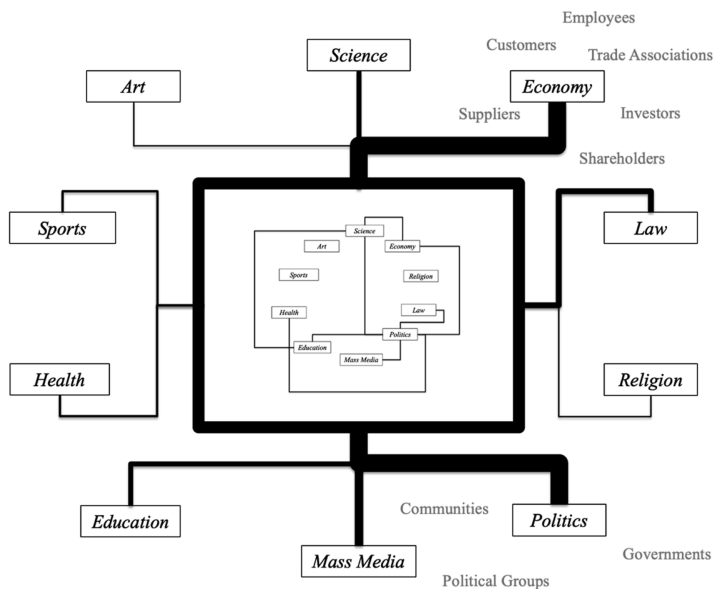 Employees
Customers
Science
Trade Associations
Art
Economy
Suppliers
Investors
Shareholders
Sports
Law
Science
Art
Economy
Sports
Religion
Health
Law
Politics
Education
Mass Media
Health
Religion
Communities
Education
Politics
Mass Media
Governments
Political Groups